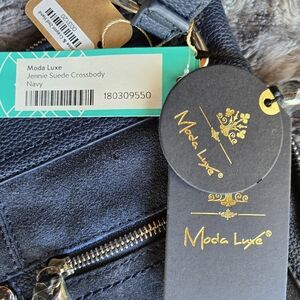 Moda Luxe
Jennie Suede Crossbody
Navy
180309550
Moda Luxe®
Moda Luxe®